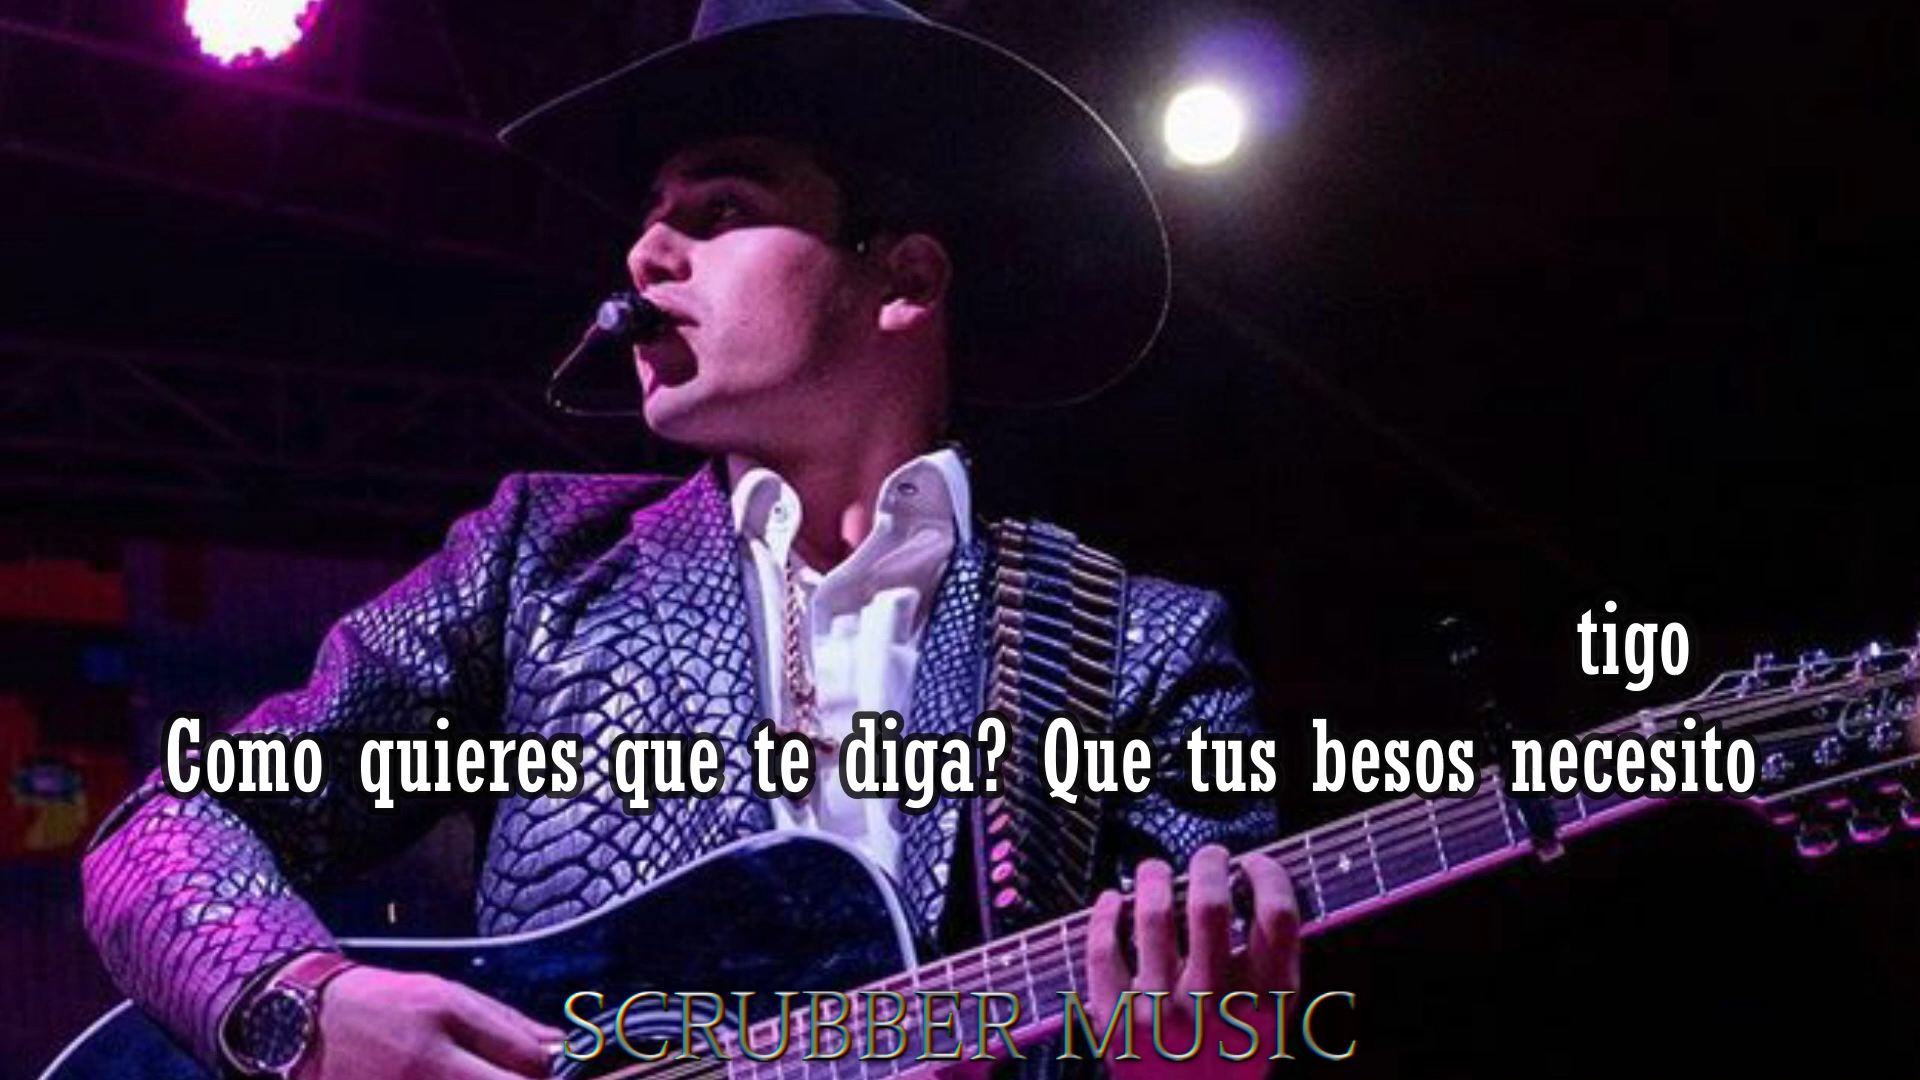 tigo
Como quieres que te diga? Que tus besos necesito
SCRUBBER MUSIC